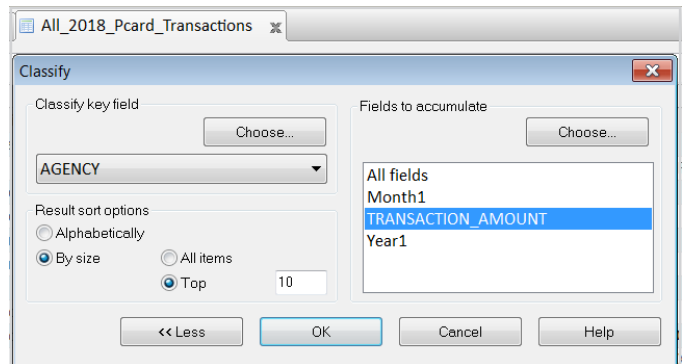 All_2018_Pcard_Transactions
Classify
Classify key field
Choose...
AGENCY
Result sort options
Alphabetically
By size
All items
Top
10
Fields to accumulate
Choose...
All fields
Month1
TRANSACTION_AMOUNT
Year1
<< Less
OK
Cancel
Help